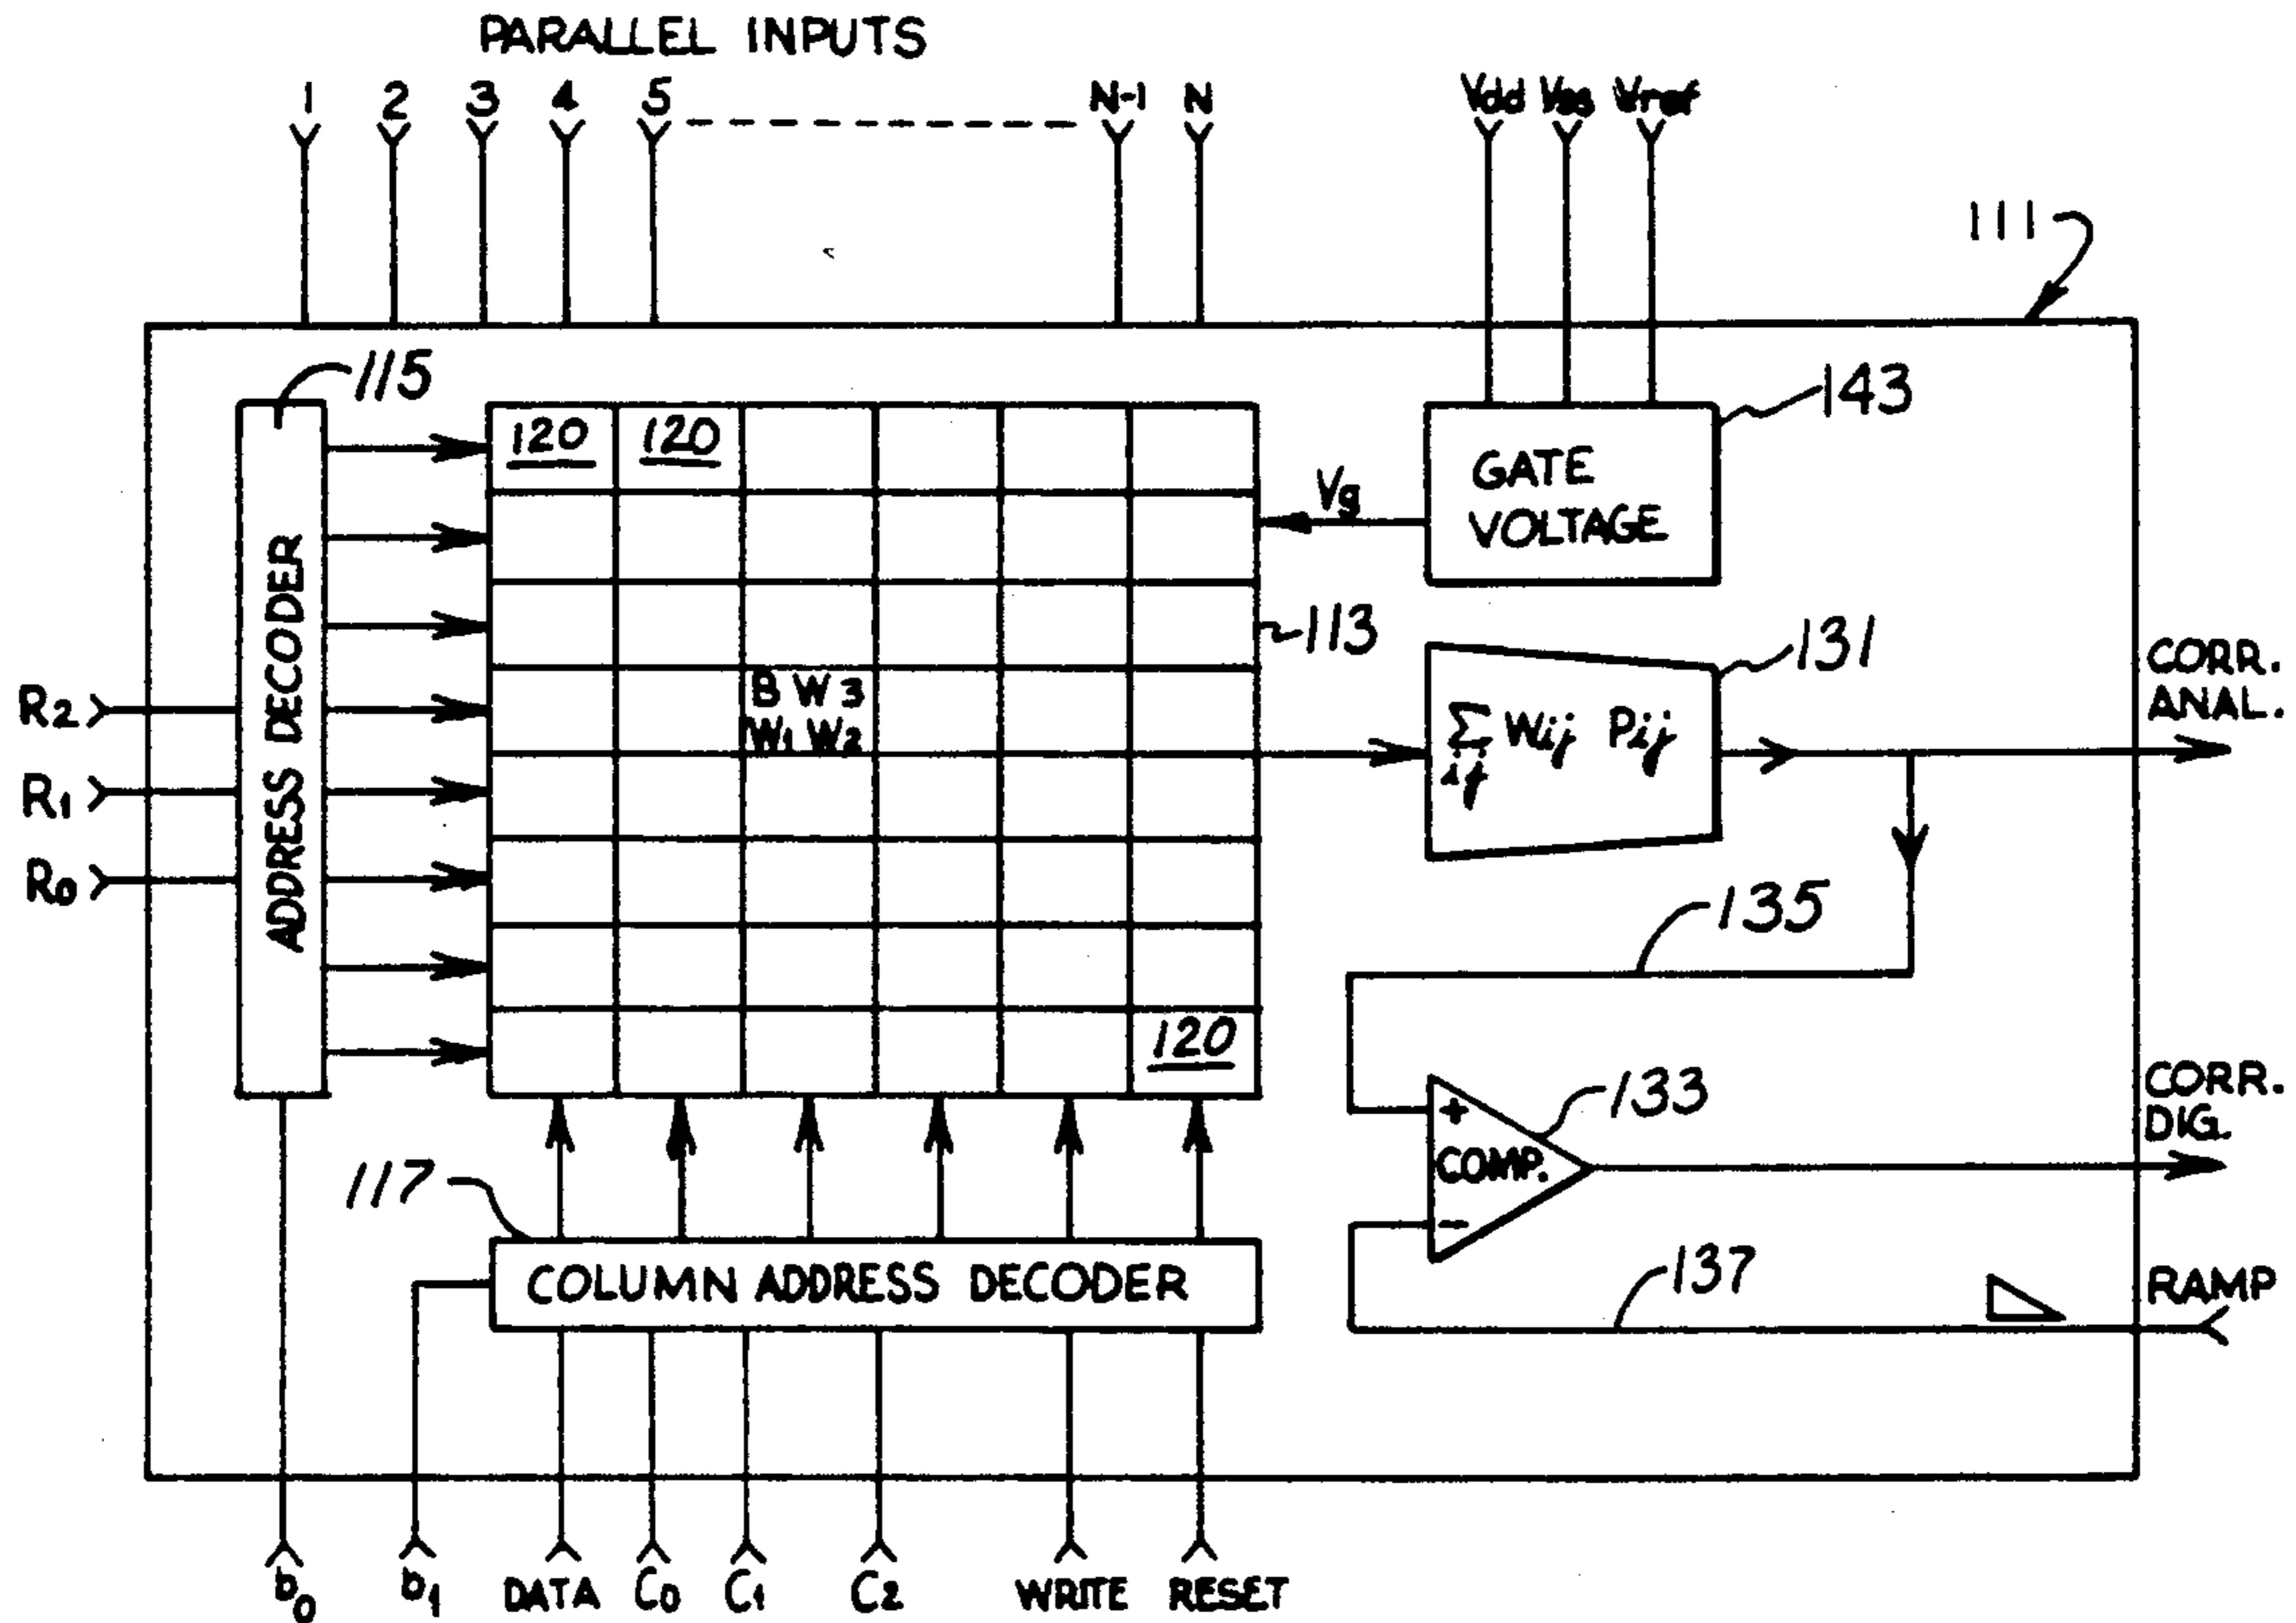 PARALLEL INPUTS
1 2 3 4 5 N-1 N Vdd Vss Vref
111
115
143
120 120
GATE
VOLTAGE
Vg
ADDRESS DECODER
113
131
CORR.
ANAL.
R2
B W3
W1 W2
Σ Wij Pij
ij
R1
R0
135
120
133
CORR.
DIG.
+
COMP.
-
117
COLUMN ADDRESS DECODER
137
RAMP
b0 b1 DATA C0 C1 C2 WRITE RESET